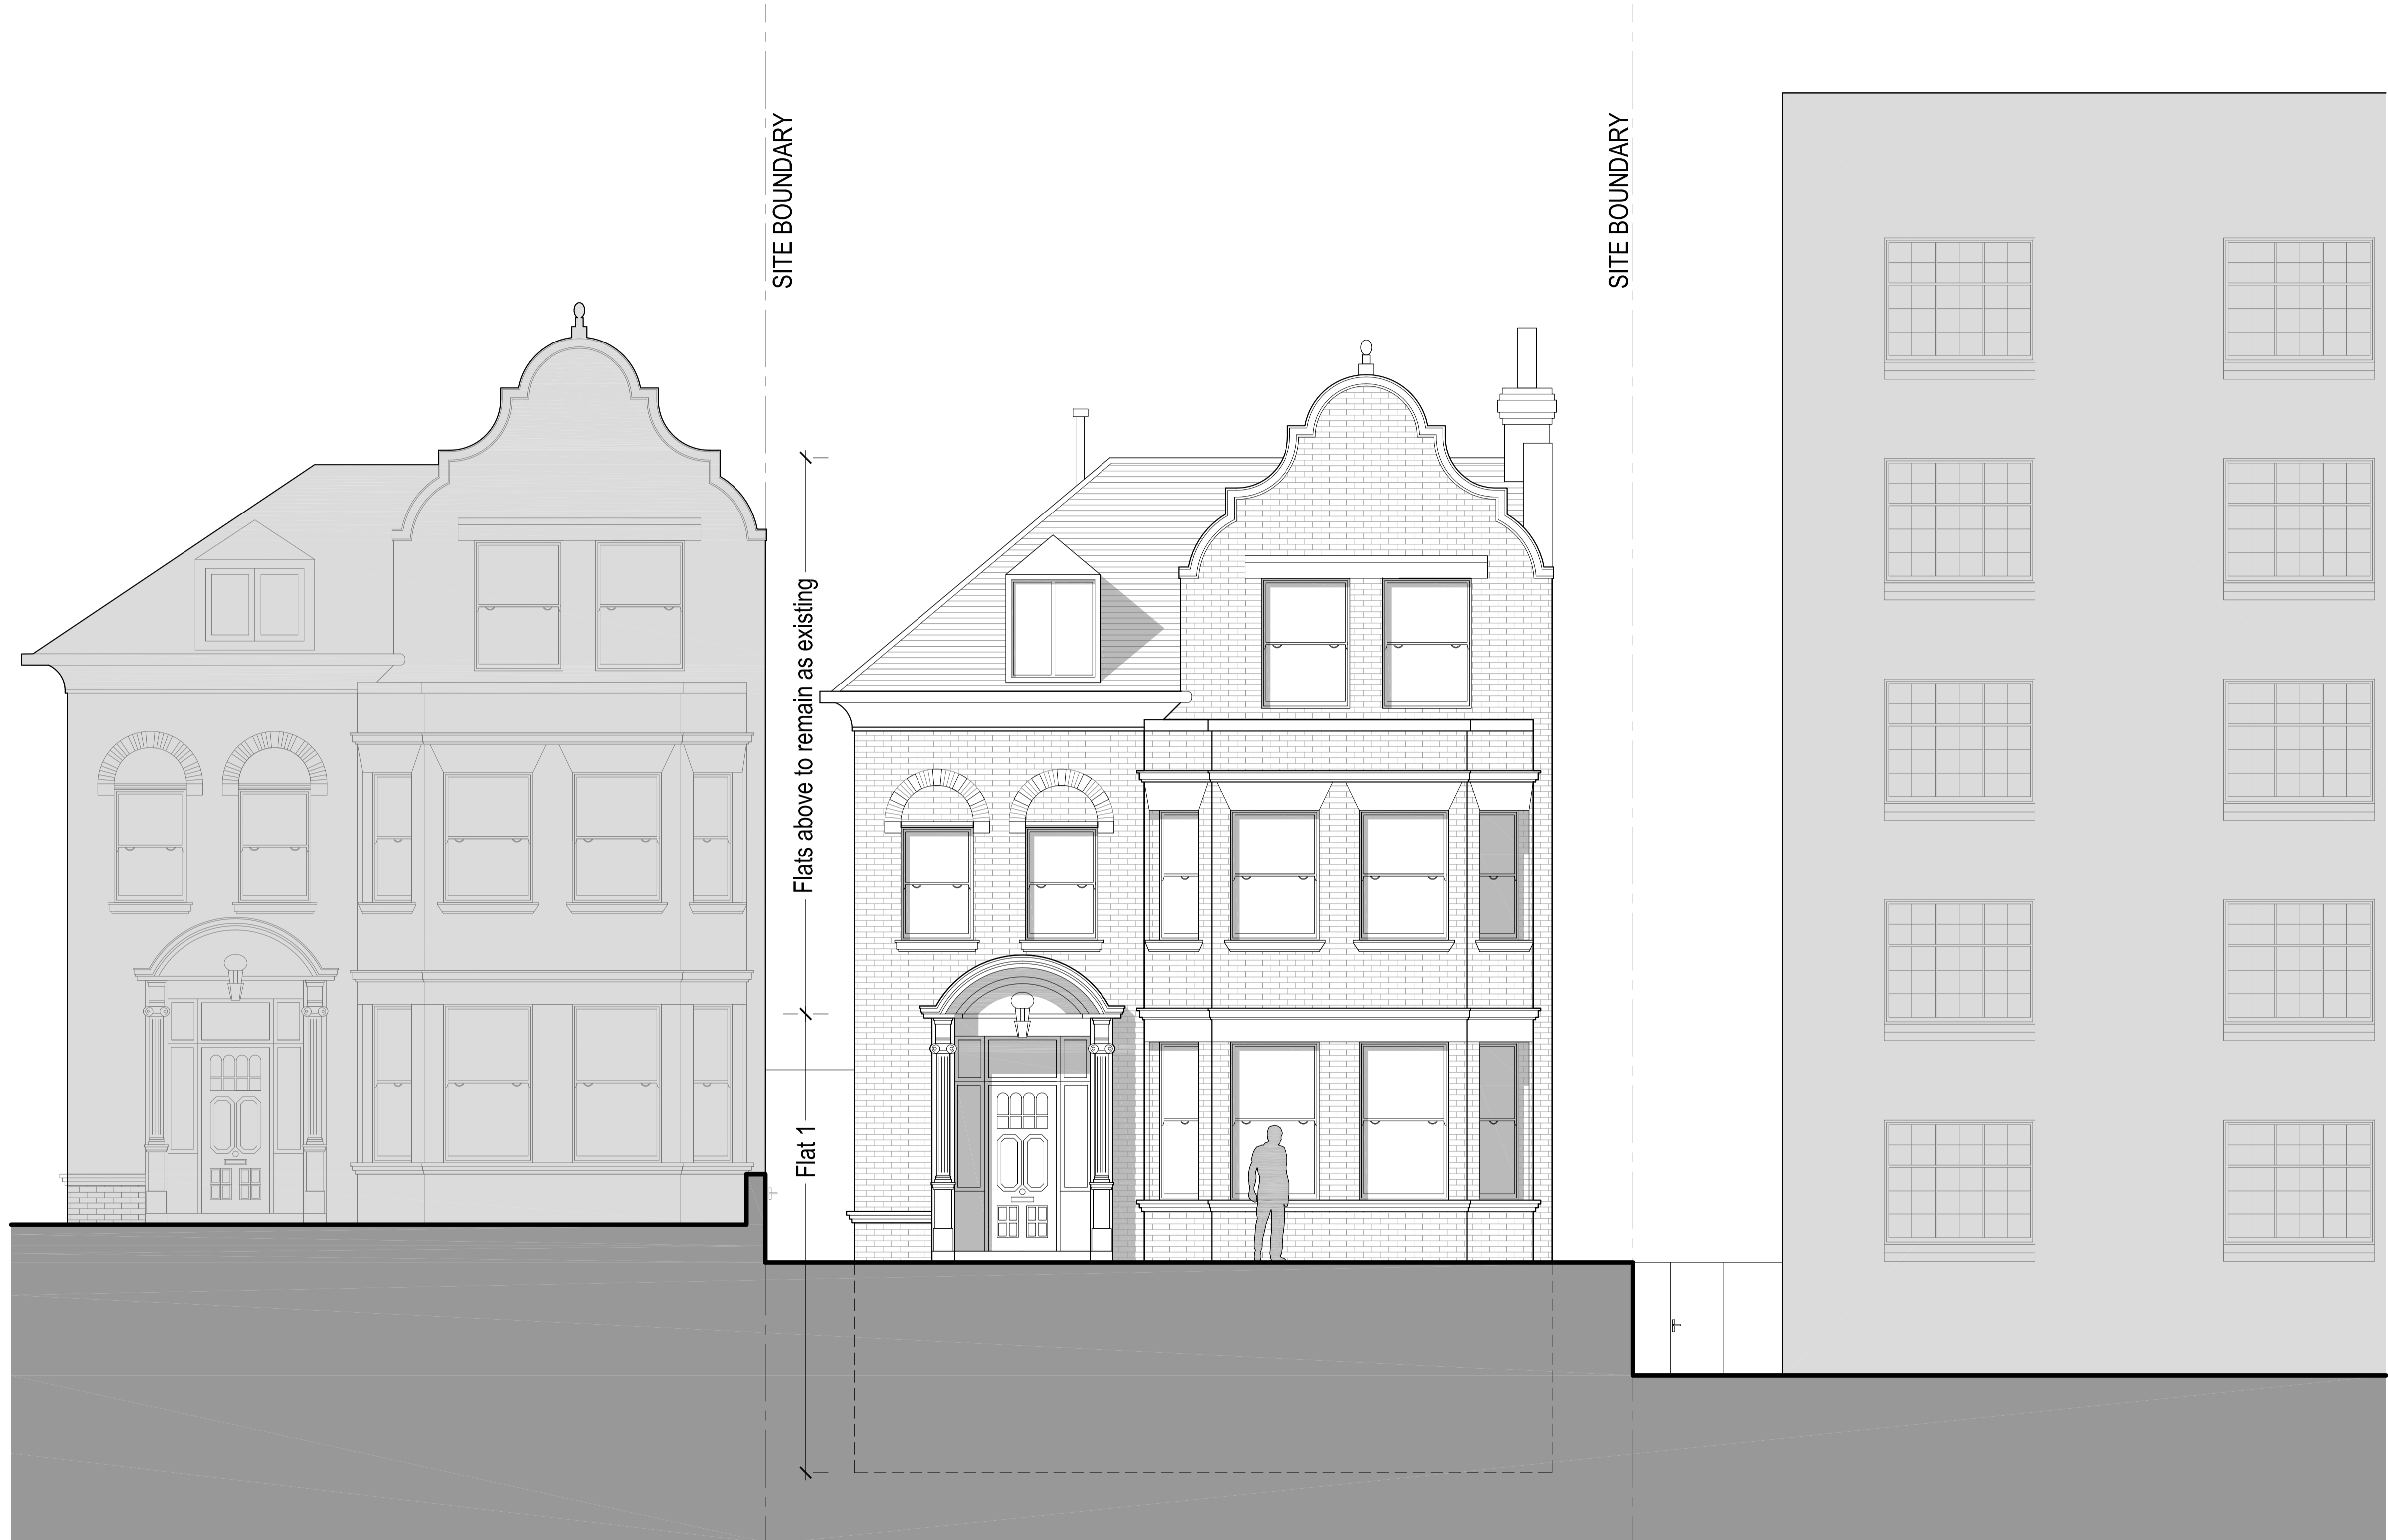 SITE BOUNDARY
SITE BOUNDARY
Flats above to remain as existing
Flat 1